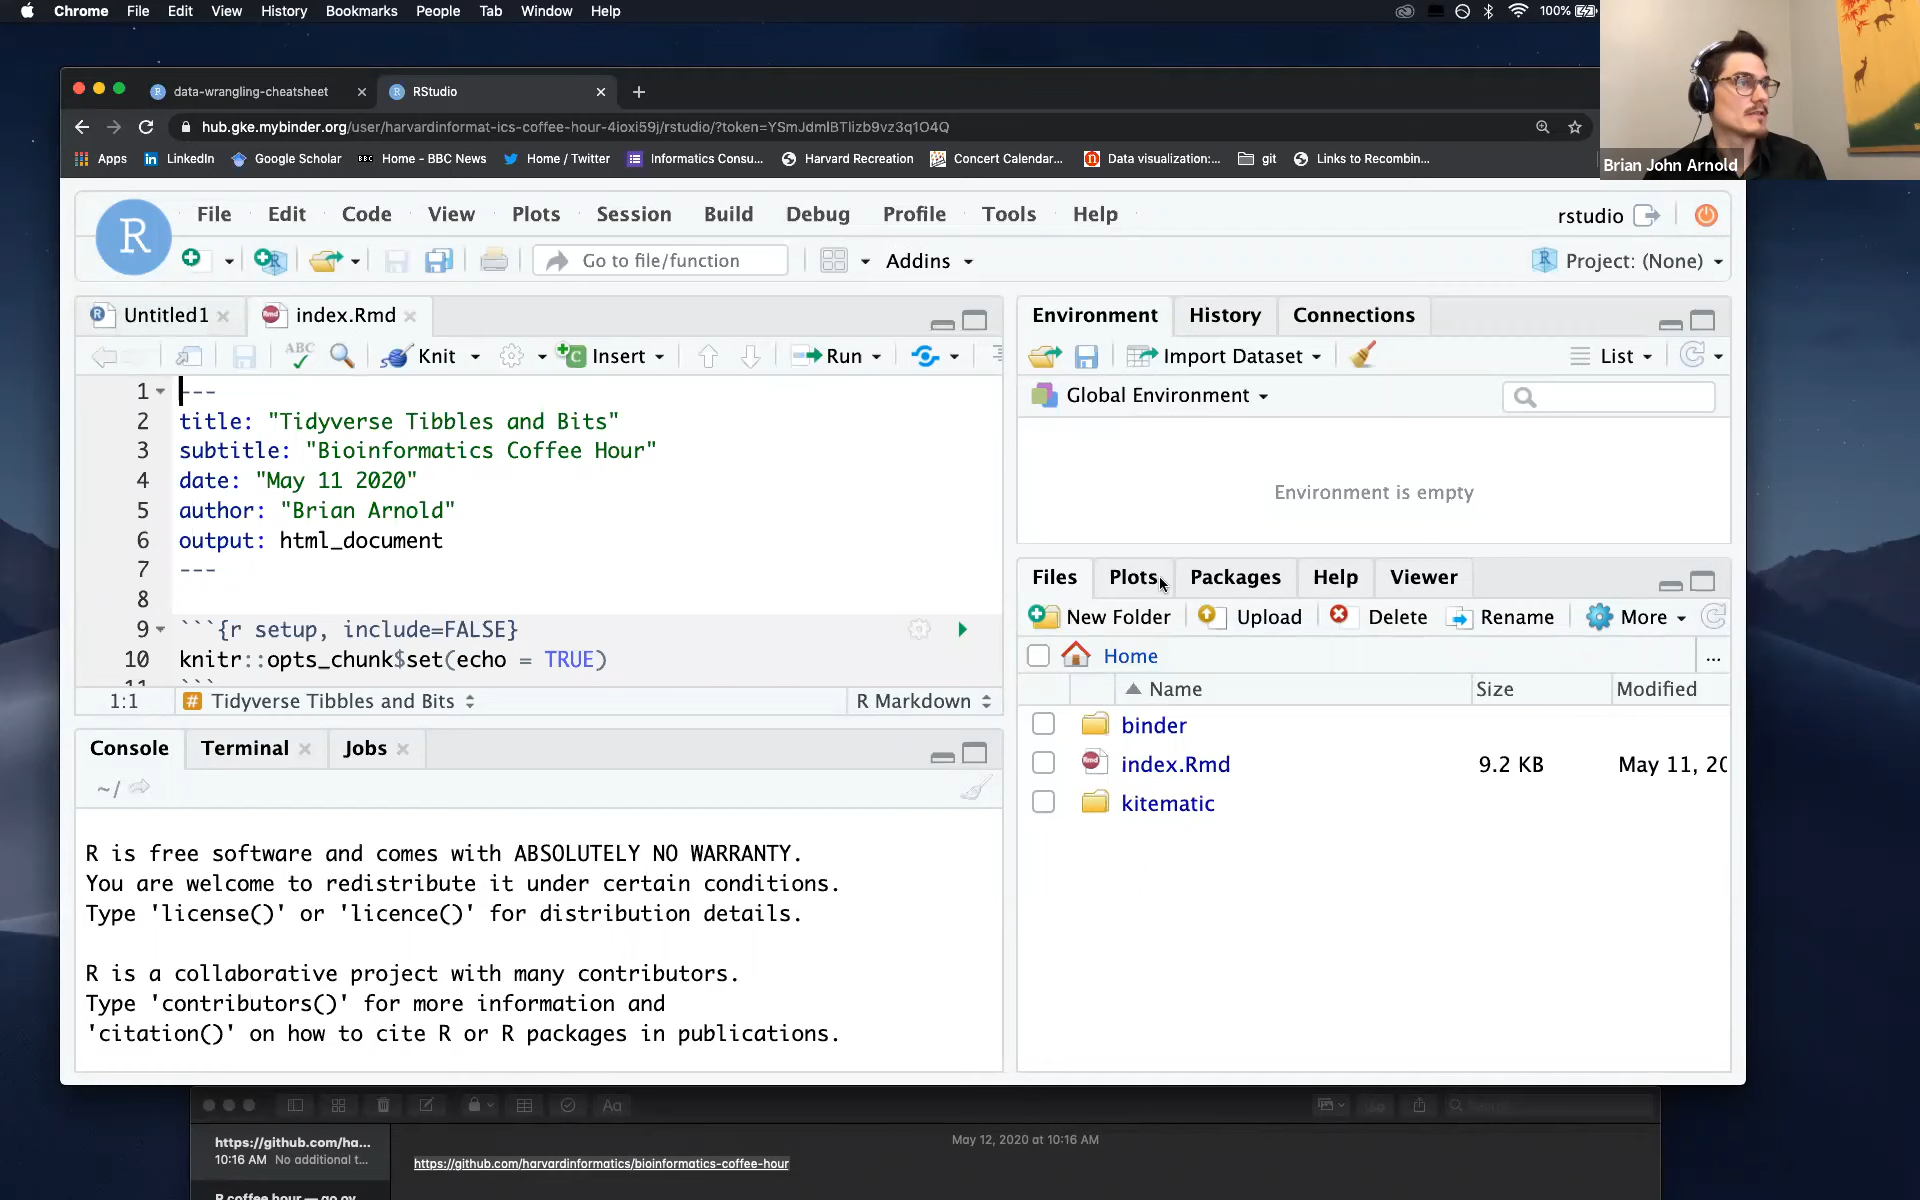 Chrome File Edit View History Bookmarks People Tab Window Help 100%
Brian John Arnold
data-wrangling-cheatsheet RStudio
hub.gke.mybinder.org/user/harvardinformat-ics-coffee-hour-4ioxi59j/rstudio/?token=YSmJdmIBTIizb9vz3q1O4Q
Apps LinkedIn Google Scholar BBC Home - BBC News Home / Twitter Informatics Consu... Harvard Recreation Concert Calendar... Data visualization:... git Links to Recombin...
R File Edit Code View Plots Session Build Debug Profile Tools Help rstudio
Go to file/function Addins Project: (None)
Untitled1 index.Rmd
ABC Knit Insert Run
1 ---
2 title: "Tidyverse Tibbles and Bits"
3 subtitle: "Bioinformatics Coffee Hour"
4 date: "May 11 2020"
5 author: "Brian Arnold"
6 output: html_document
7 ---
8
9 ```{r setup, include=FALSE}
10 knitr::opts_chunk$set(echo = TRUE)
11 ```
1:1 # Tidyverse Tibbles and Bits R Markdown
Console Terminal Jobs
~/
R is free software and comes with ABSOLUTELY NO WARRANTY.
You are welcome to redistribute it under certain conditions.
Type 'license()' or 'licence()' for distribution details.
R is a collaborative project with many contributors.
Type 'contributors()' for more information and
'citation()' on how to cite R or R packages in publications.
Environment History Connections
Import Dataset List
Global Environment
Environment is empty
Files Plots Packages Help Viewer
New Folder Upload Delete Rename More
Home ...
Name Size Modified
binder
index.Rmd 9.2 KB May 11, 20
kitematic
Aa
https://github.com/ha...
10:16 AM No additional t...
May 12, 2020 at 10:16 AM
https://github.com/harvardinformatics/bioinformatics-coffee-hour
R coffee hour — go ov